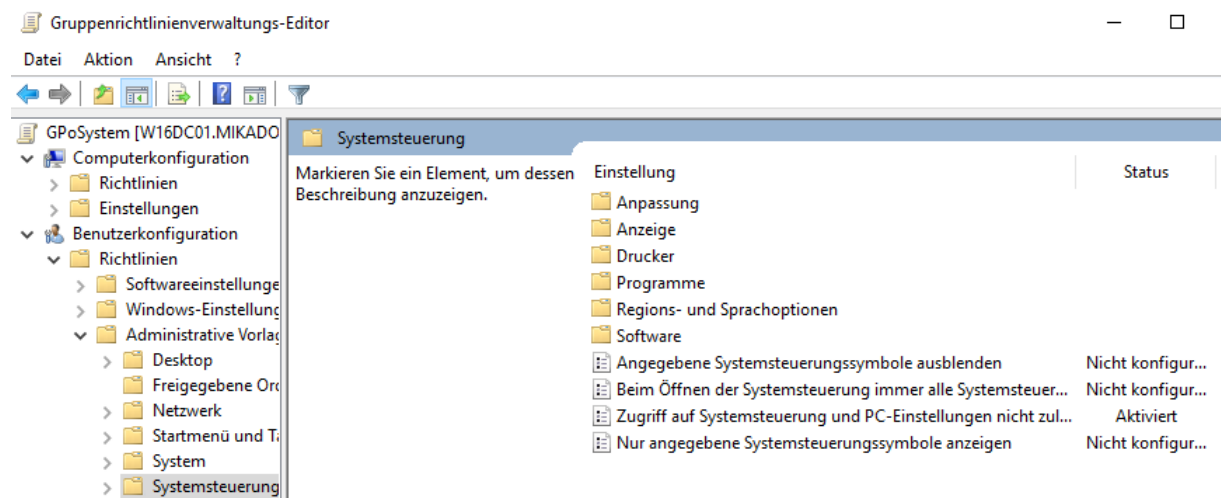 Gruppenrichtlinienverwaltungs-Editor
Datei Aktion Ansicht ?
GPoSystem [W16DC01.MIKADO
Computerkonfiguration
Richtlinien
Einstellungen
Benutzerkonfiguration
Richtlinien
Softwareeinstellunge
Windows-Einstellung
Administrative Vorlag
Desktop
Freigegebene Ord
Netzwerk
Startmenü und Ta
System
Systemsteuerung
Systemsteuerung
Markieren Sie ein Element, um dessen
Beschreibung anzuzeigen.
Einstellung Status
Anpassung
Anzeige
Drucker
Programme
Regions- und Sprachoptionen
Software
Angegebene Systemsteuerungssymbole ausblenden Nicht konfigur...
Beim Öffnen der Systemsteuerung immer alle Systemsteuer... Nicht konfigur...
Zugriff auf Systemsteuerung und PC-Einstellungen nicht zul... Aktiviert
Nur angegebene Systemsteuerungssymbole anzeigen Nicht konfigur...